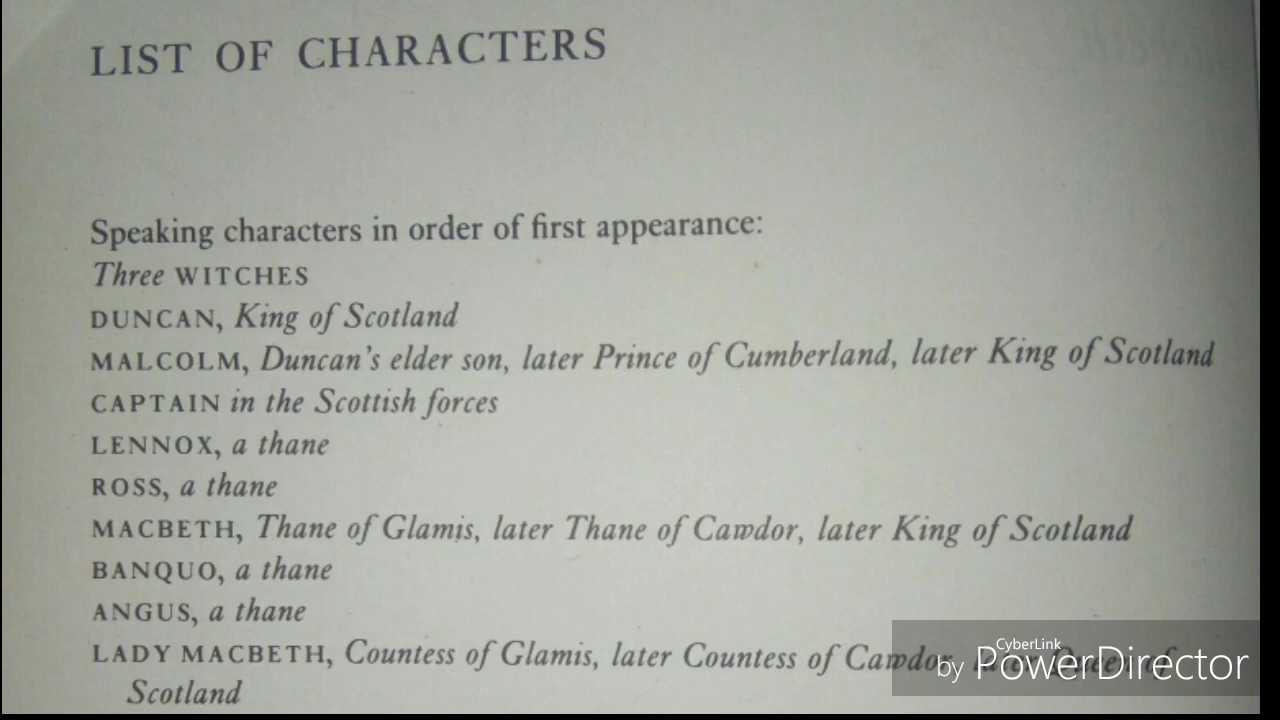 LIST OF CHARACTERS
Speaking characters in order of first appearance:
Three WITCHES
DUNCAN, King of Scotland
MALCOLM, Duncan's elder son, later Prince of Cumberland, later King of Scotland
CAPTAIN in the Scottish forces
LENNOX, a thane
ROSS, a thane
MACBETH, Thane of Glamis, later Thane of Cawdor, later King of Scotland
BANQUO, a thane
ANGUS, a thane
LADY MACBETH, Countess of Glamis, later Countess of Cawdor, later Queen of
Scotland
CyberLink
by PowerDirector